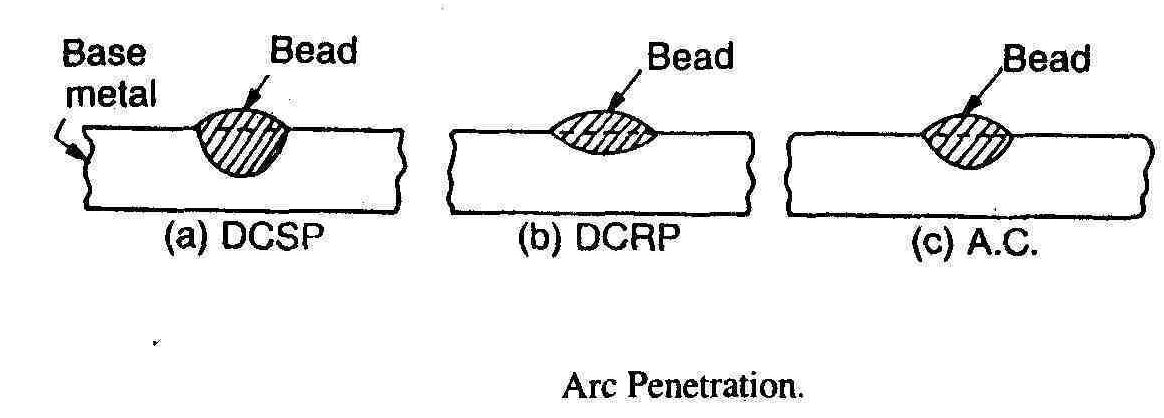 Base
metal
Bead
Bead
Bead
(a) DCSP
(b) DCRP
(c) A.C.
Arc Penetration.